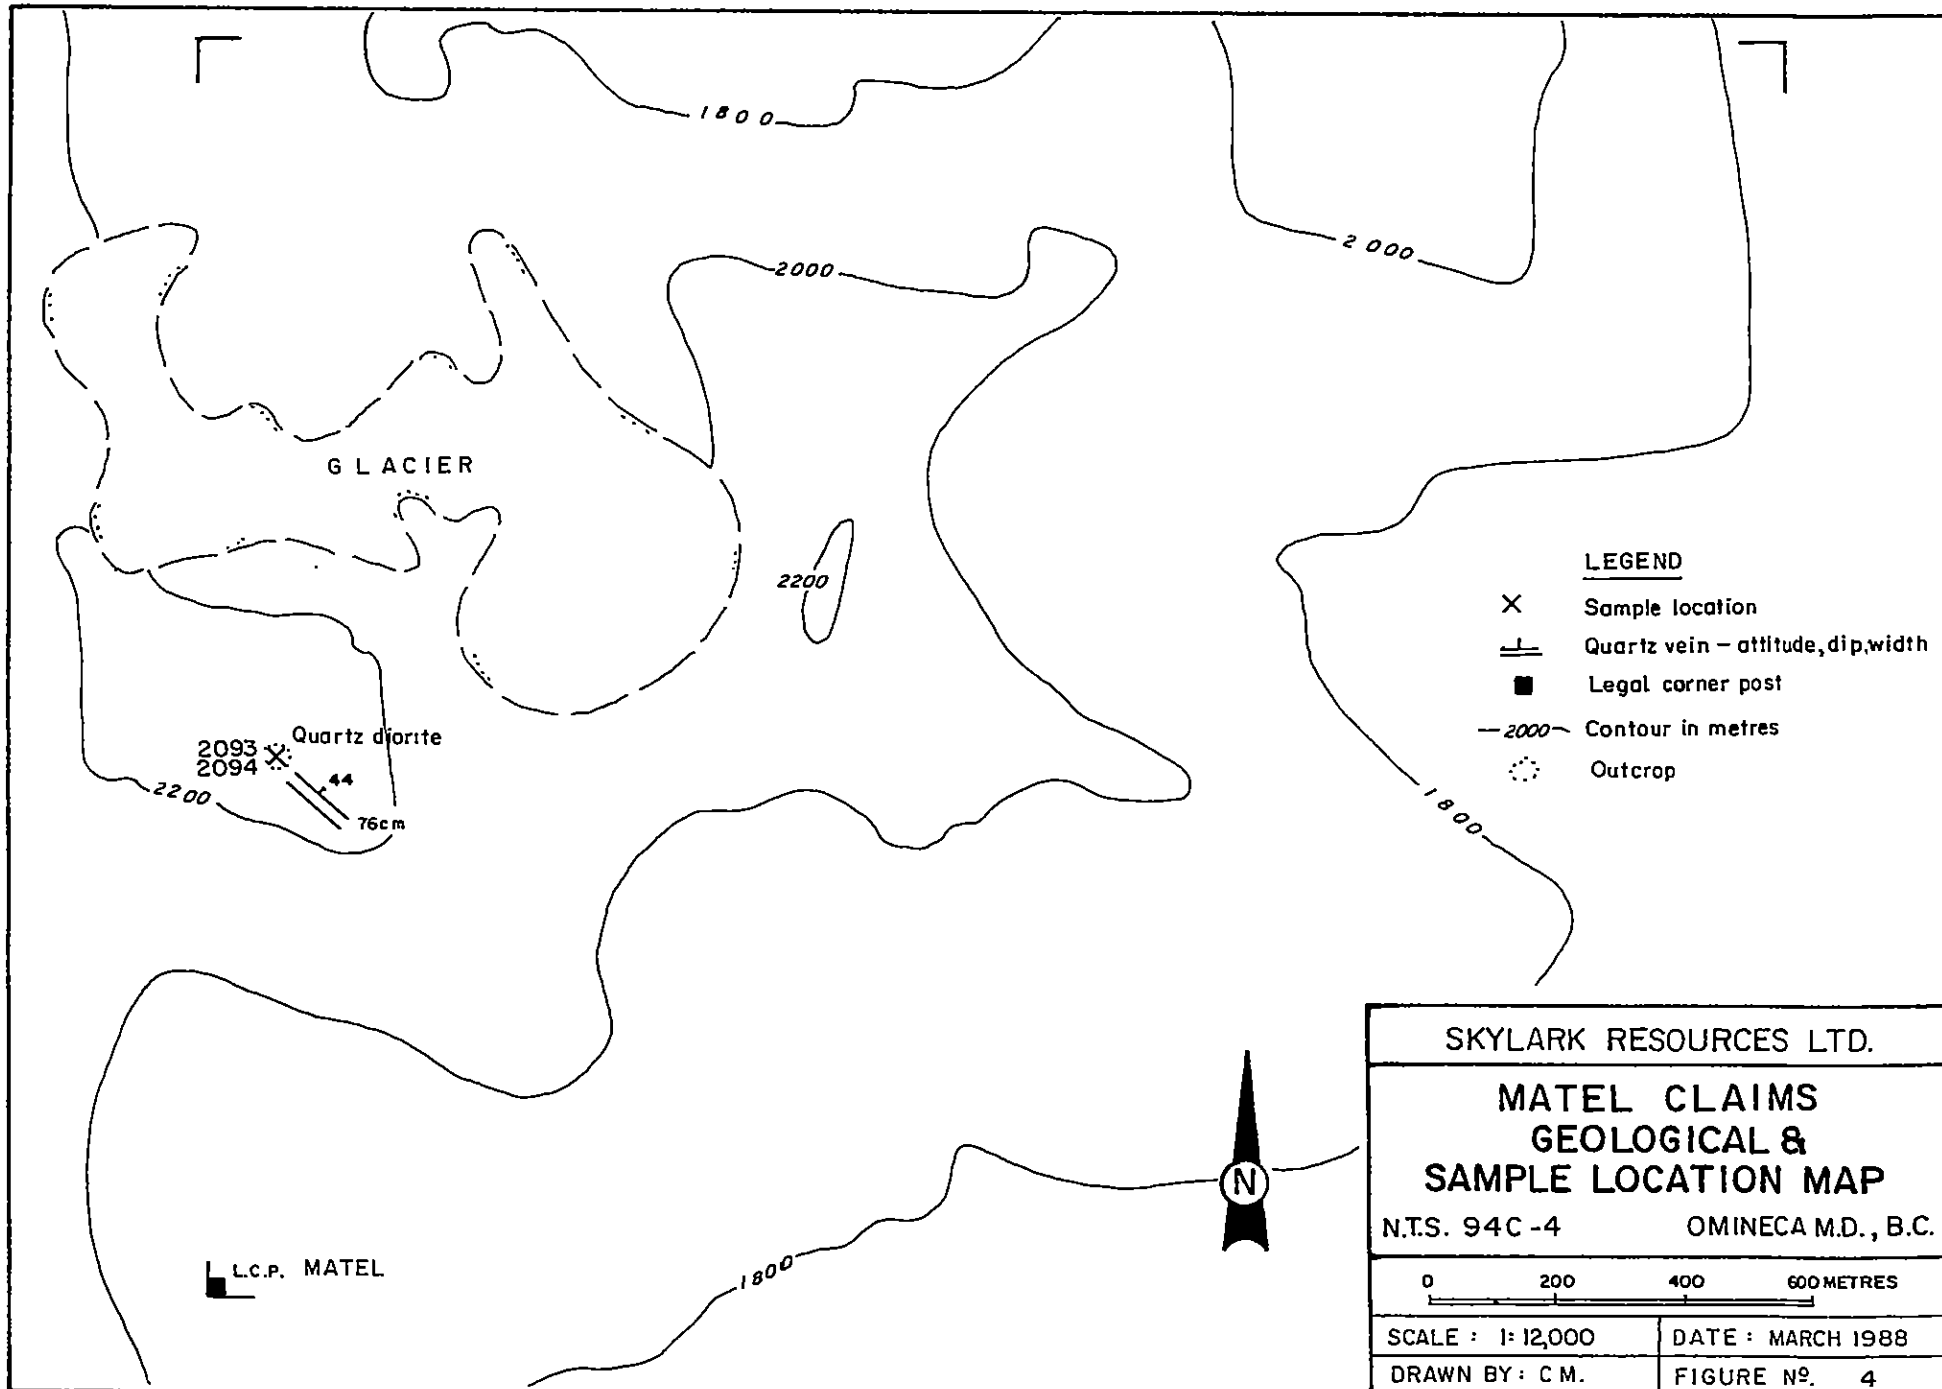 1800
2000
2000
GLACIER
2200
LEGEND
Sample location
Quartz vein – attitude, dip, width
Legal corner post
2000 Contour in metres
Outcrop
Quartz diorite
2093
2094
44
2200
76cm
1800
SKYLARK RESOURCES LTD.
MATEL CLAIMS
GEOLOGICAL &
SAMPLE LOCATION MAP
N.T.S. 94C-4 OMINECA M.D., B.C.
N
L.C.P. MATEL
1800
0 200 400 600 METRES
SCALE : 1:12,000 DATE : MARCH 1988
DRAWN BY : C M. FIGURE Nº. 4